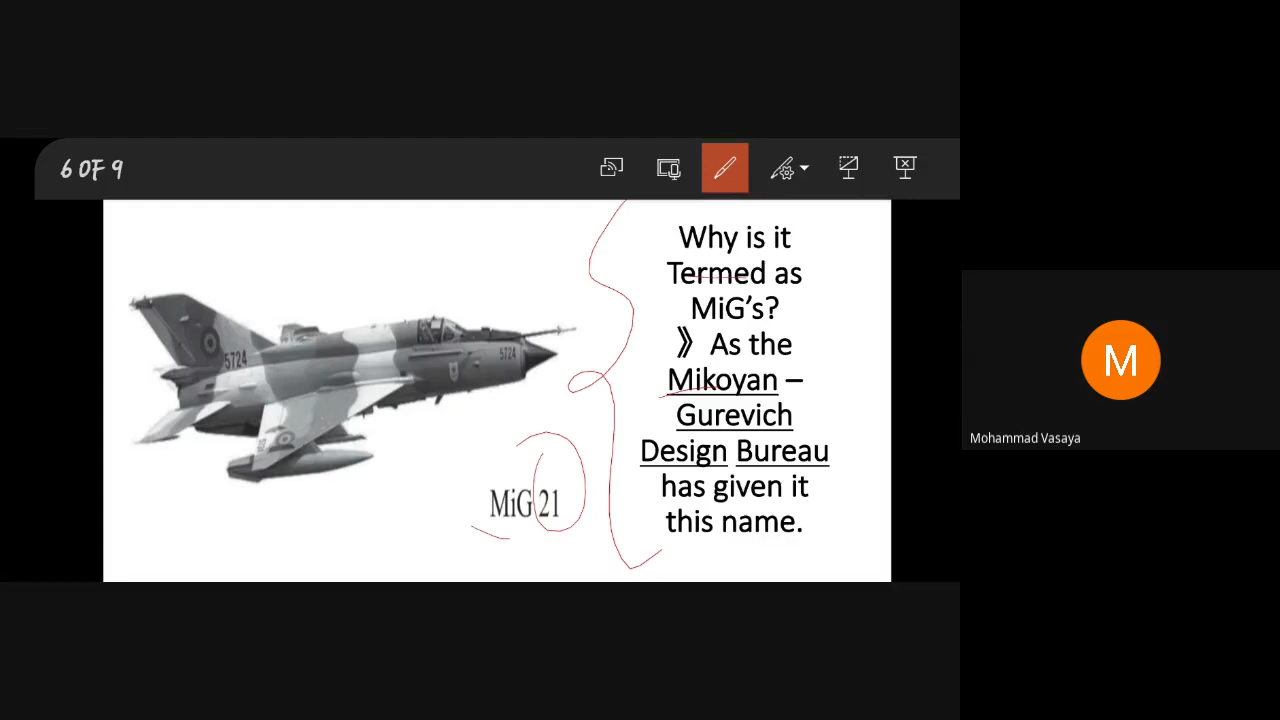 6 OF 9
Why is it
Termed as
MiG's?
》 As the
Mikoyan –
Gurevich
Design Bureau
has given it
this name.
5724
5724
MiG 21
M
Mohammad Vasaya